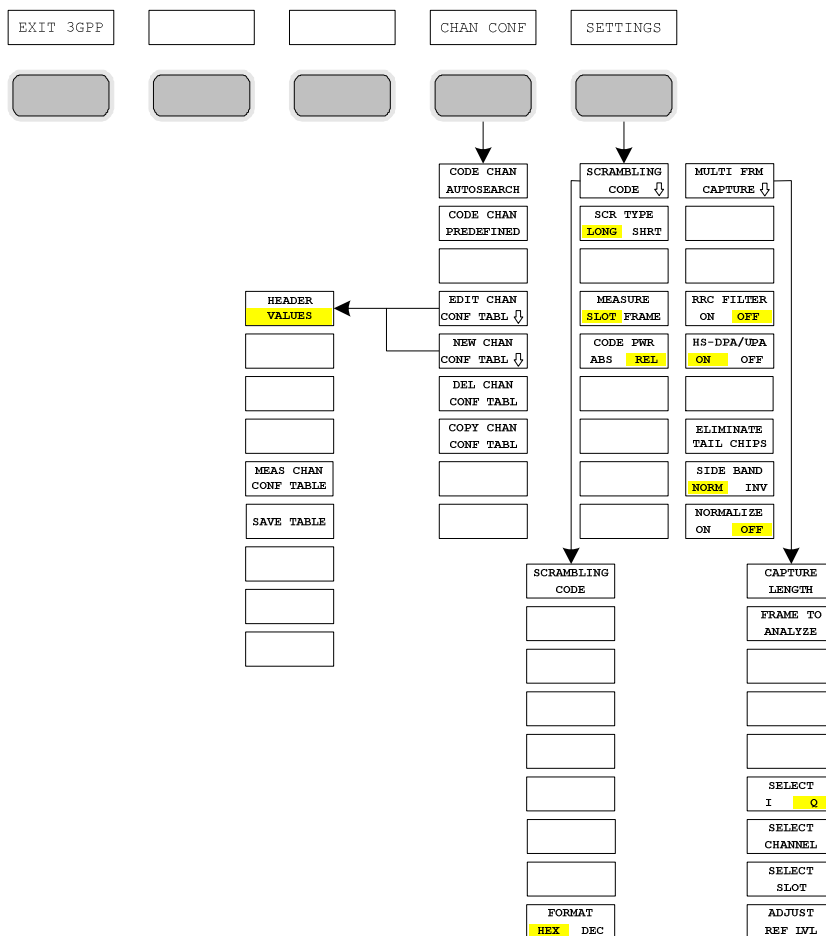 EXIT 3GPP
CHAN CONF
SETTINGS
CODE CHAN
AUTOSEARCH
CODE CHAN
PREDEFINED
EDIT CHAN
CONF TABL
NEW CHAN
CONF TABL
DEL CHAN
CONF TABL
COPY CHAN
CONF TABL
HEADER
VALUES
MEAS CHAN
CONF TABLE
SAVE TABLE
SCRAMBLING
CODE
SCR TYPE
LONG SHRT
MEASURE
SLOT FRAME
CODE PWR
ABS REL
MULTI FRM
CAPTURE
RRC FILTER
ON OFF
HS-DPA/UPA
ON OFF
ELIMINATE
TAIL CHIPS
SIDE BAND
NORM INV
NORMALIZE
ON OFF
SCRAMBLING
CODE
FORMAT
HEX DEC
CAPTURE
LENGTH
FRAME TO
ANALYZE
SELECT
I Q
SELECT
CHANNEL
SELECT
SLOT
ADJUST
REF LVL